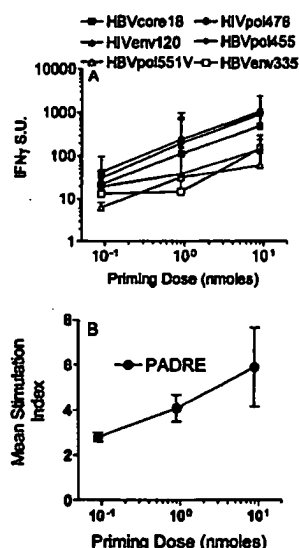 HBVcore18 HIVpol476
HIVenv120 HBVpol455
HBVpol551V HBVenv335
A
10000
1000
100
10
1
IFNγ S.U.
10⁻¹ 10⁰ 10¹
Priming Dose (nmoles)
B
8
6
4
2
0
PADRE
Mean Stimulation
Index
10⁻¹ 10⁰ 10¹
Priming Dose (nmoles)